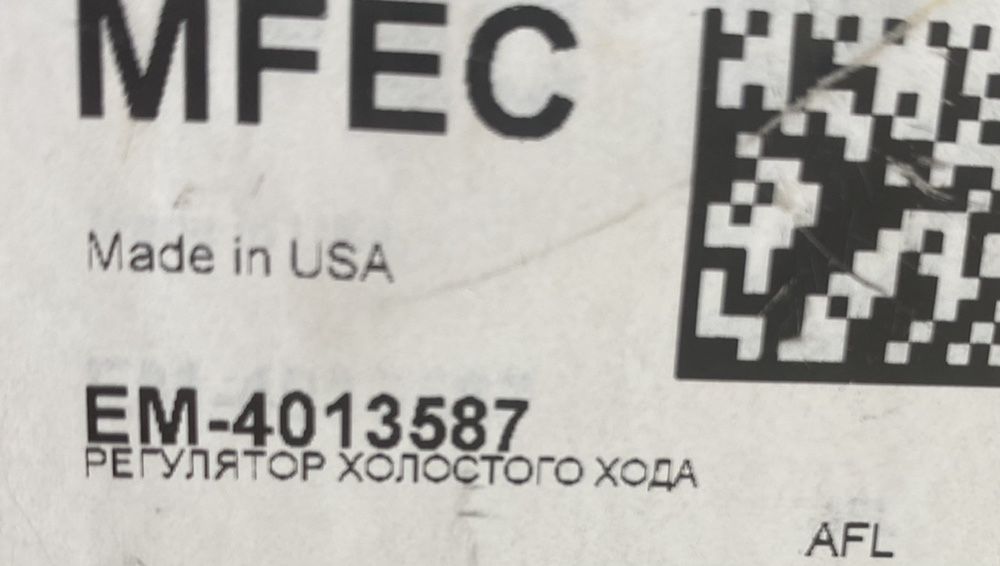 MFEC
Made in USA
EM-4013587
РЕГУЛЯТОР ХОЛОСТОГО ХОДА
AFL